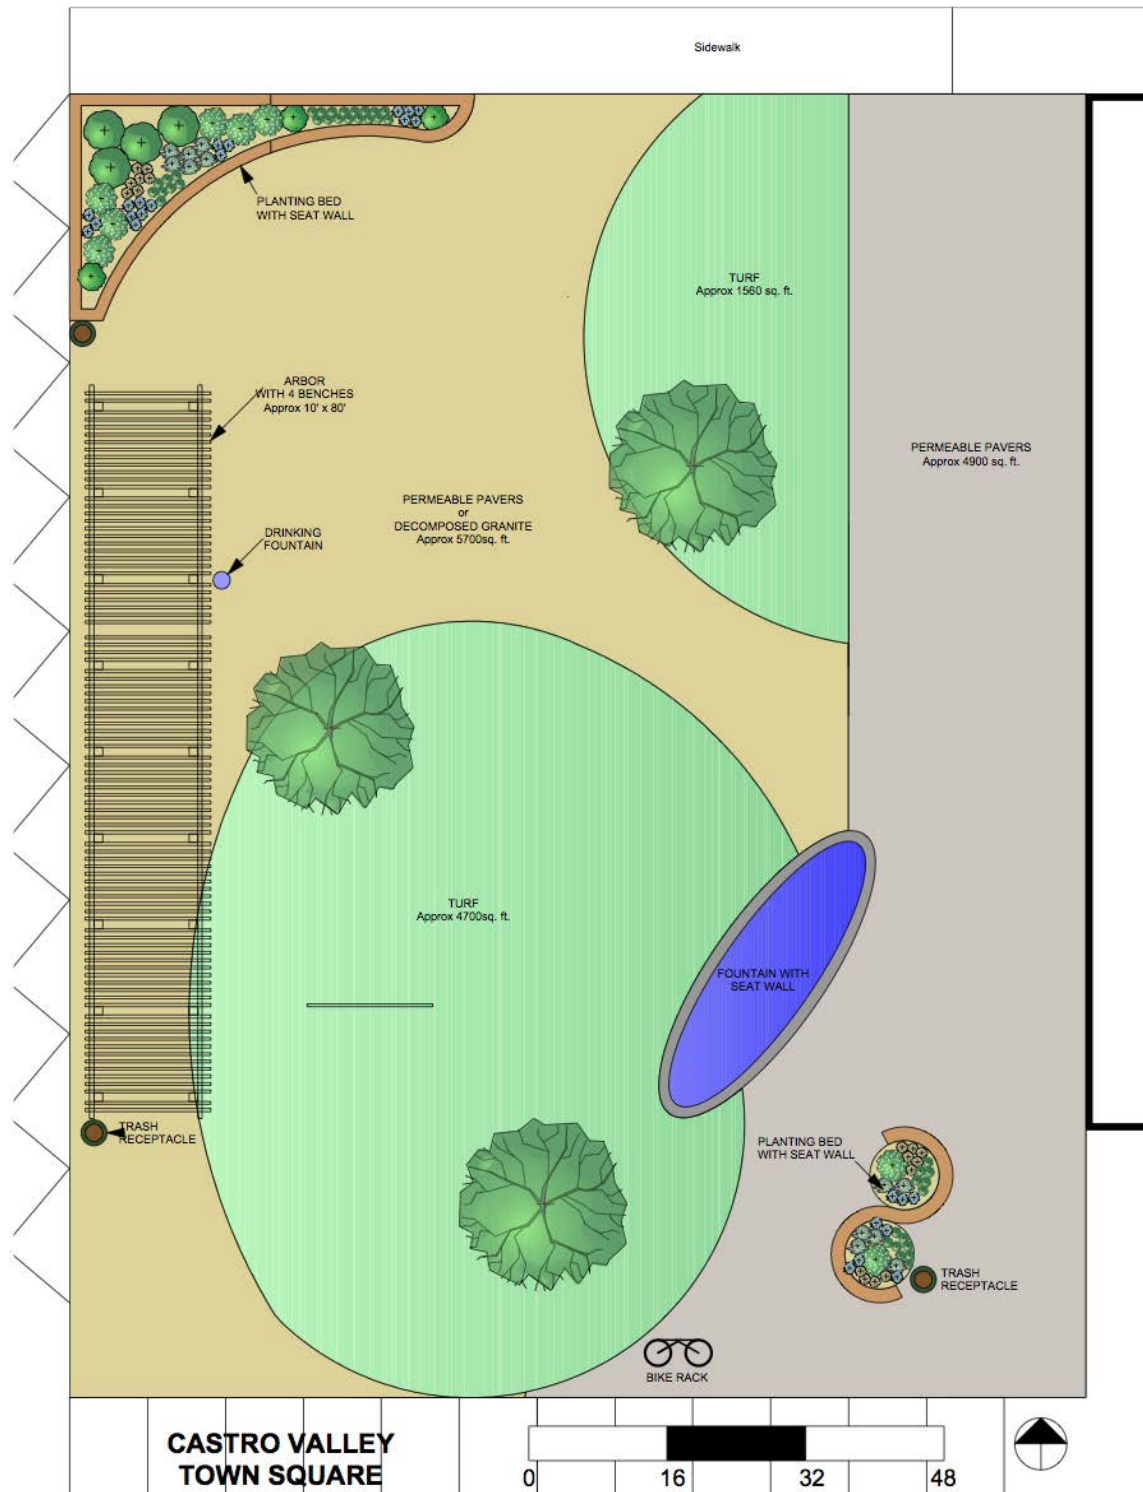 Sidewalk
PLANTING BED
WITH SEAT WALL
TURF
Approx 1560 sq. ft.
ARBOR
WITH 4 BENCHES
Approx 10' x 80'
PERMEABLE PAVERS
Approx 4900 sq. ft.
PERMEABLE PAVERS
or
DECOMPOSED GRANITE
Approx 5700sq. ft.
DRINKING
FOUNTAIN
TURF
Approx 4700sq. ft.
FOUNTAIN WITH
SEAT WALL
TRASH
RECEPTACLE
PLANTING BED
WITH SEAT WALL
TRASH
RECEPTACLE
BIKE RACK
CASTRO VALLEY
TOWN SQUARE
0 16 32 48